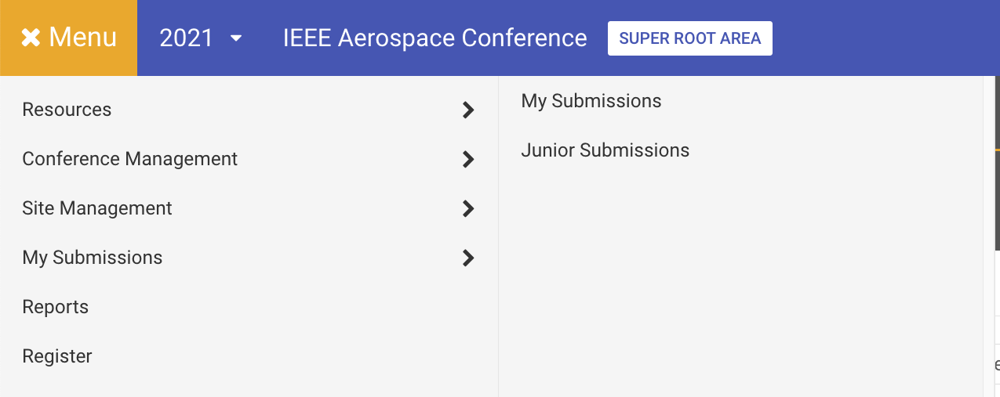 Menu
2021
IEEE Aerospace Conference
SUPER ROOT AREA
Resources
Conference Management
Site Management
My Submissions
Reports
Register
My Submissions
Junior Submissions